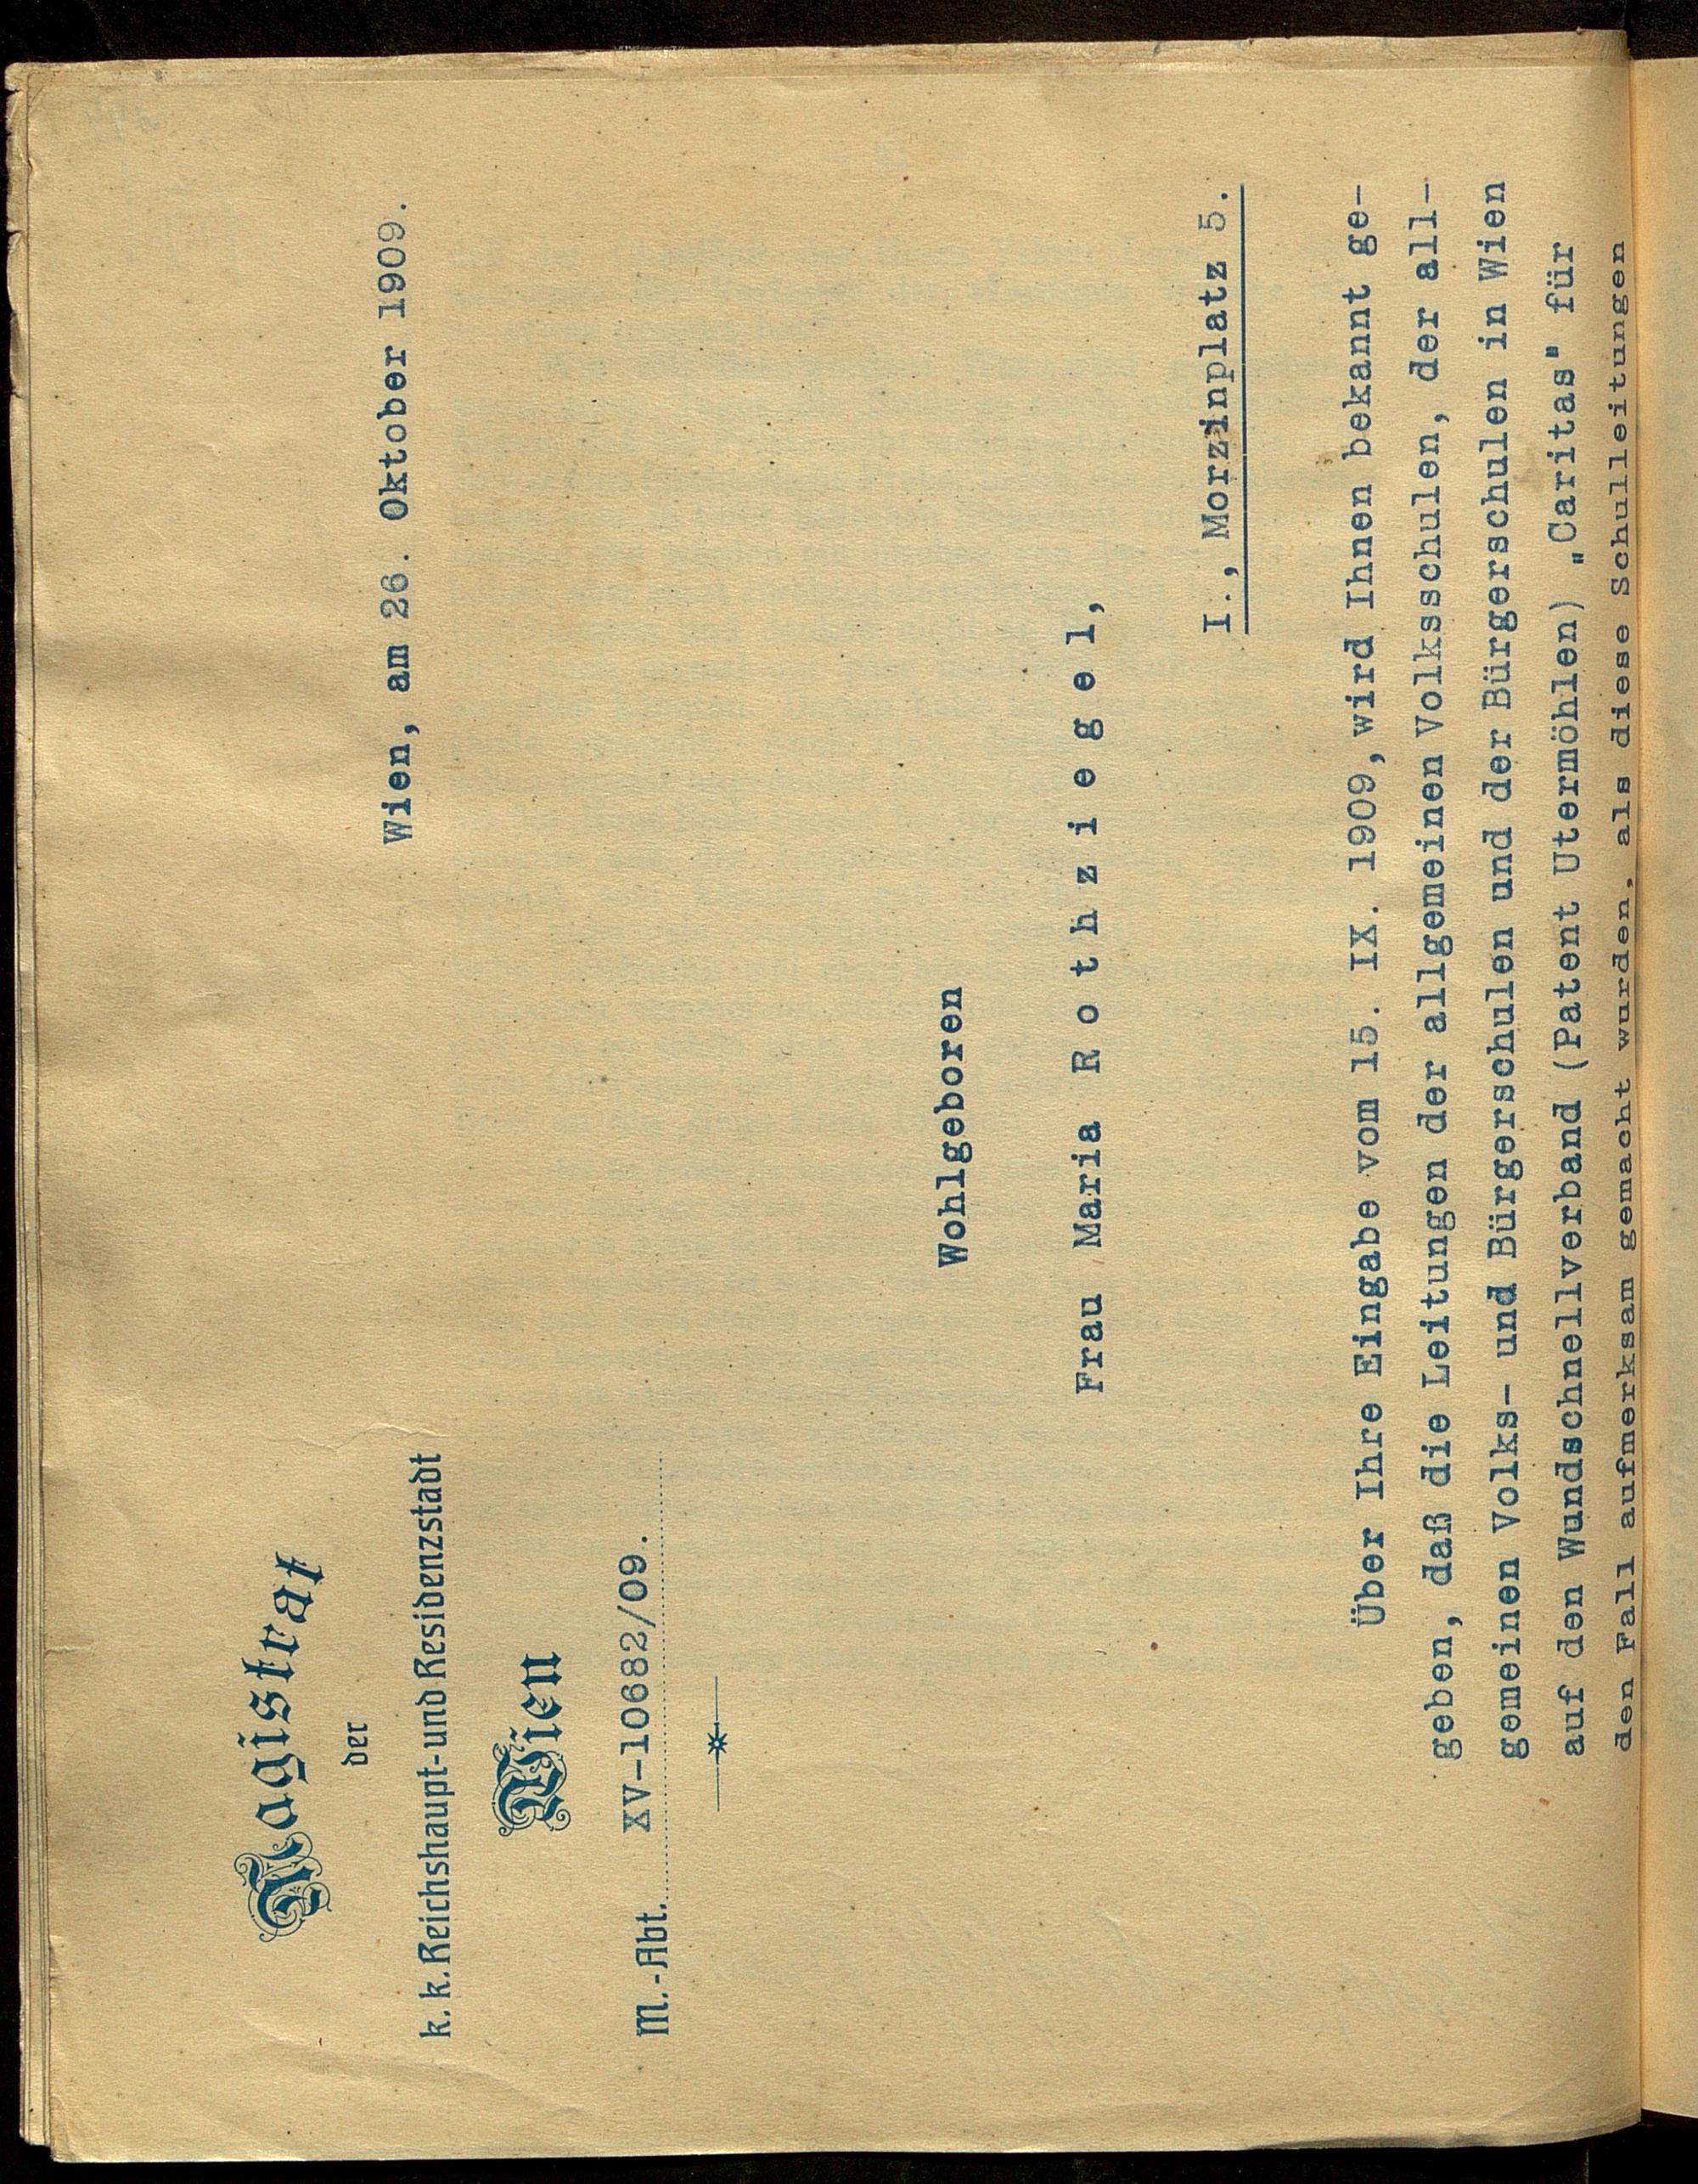 Magistrat
der
k. k. Reichshaupt-und Residenzstadt
Wien
Wien, am 26. Oktober 1909.
M.-Abt. XV-10682/09.
Wohlgeboren
Frau Maria R o t h z i e g e l,
I., Morzinplatz 5.
Über Ihre Eingabe vom 15. IX. 1909, wird Ihnen bekannt ge-
geben, daß die Leitungen der allgemeinen Volksschulen, der all-
gemeinen Volks- und Bürgerschulen und der Bürgerschulen in Wien
auf den Wundschnellverband (Patent Utermöhlen) „Caritas" für
den Fall aufmerksam gemacht wurden, als diese Schulleitungen